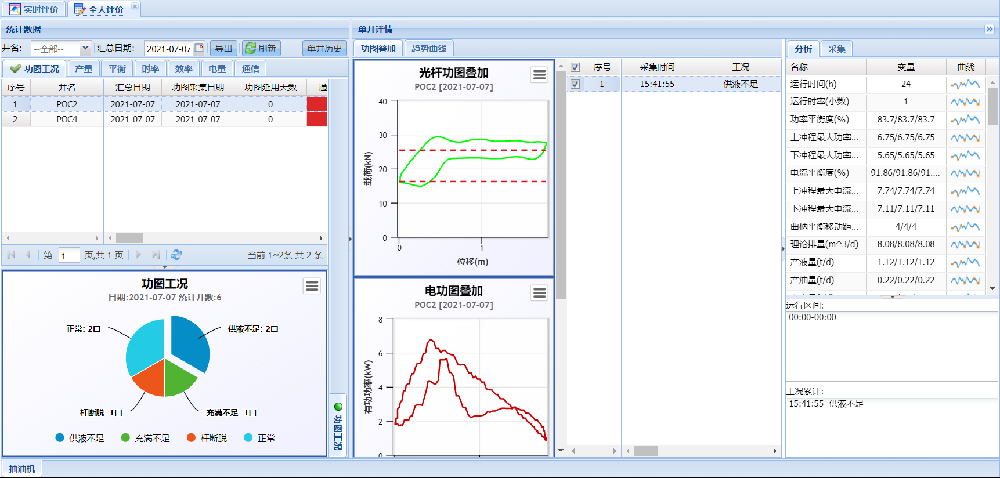 实时评价 全天评价
统计数据
井名: --全部-- 汇总日期: 2021-07-07 导出 刷新 单井历史
功图工况 产量 平衡 时率 效率 电量 通信
序号 井名 汇总日期 功图采集日期 功图延用天数 通
1 POC2 2021-07-07 2021-07-07 0
2 POC4 2021-07-07 2021-07-07 0
第 1 页,共 1 页 当前 1~2条 共 2 条
功图工况
日期:2021-07-07 统计井数:6
正常: 2口
供液不足: 2口
杆断脱: 1口
充满不足: 1口
供液不足 充满不足 杆断脱 正常
功图工况
抽油机
单井详情
功图叠加 趋势曲线
光杆功图叠加
POC2 [2021-07-07]
载荷(kN)
40
30
20
10
0
0 1
位移(m)
电功图叠加
POC2 [2021-07-07]
有功功率(kW)
8
6
4
2
0
序号 采集时间 工况
1 15:41:55 供液不足
分析 采集
名称 变量 曲线
运行时间(h) 24
运行时率(小数) 1
功率平衡度(%) 83.7/83.7/83.7
上冲程最大功率... 6.75/6.75/6.75
下冲程最大功率... 5.65/5.65/5.65
电流平衡度(%) 91.86/91.86/91....
上冲程最大电流... 7.74/7.74/7.74
下冲程最大电流... 7.11/7.11/7.11
曲柄平衡移动距... 4/4/4
理论排量(m^3/d) 8.08/8.08/8.08
产液量(t/d) 1.12/1.12/1.12
产油量(t/d) 0.22/0.22/0.22
运行区间:
00:00-00:00
工况累计:
15:41:55 供液不足